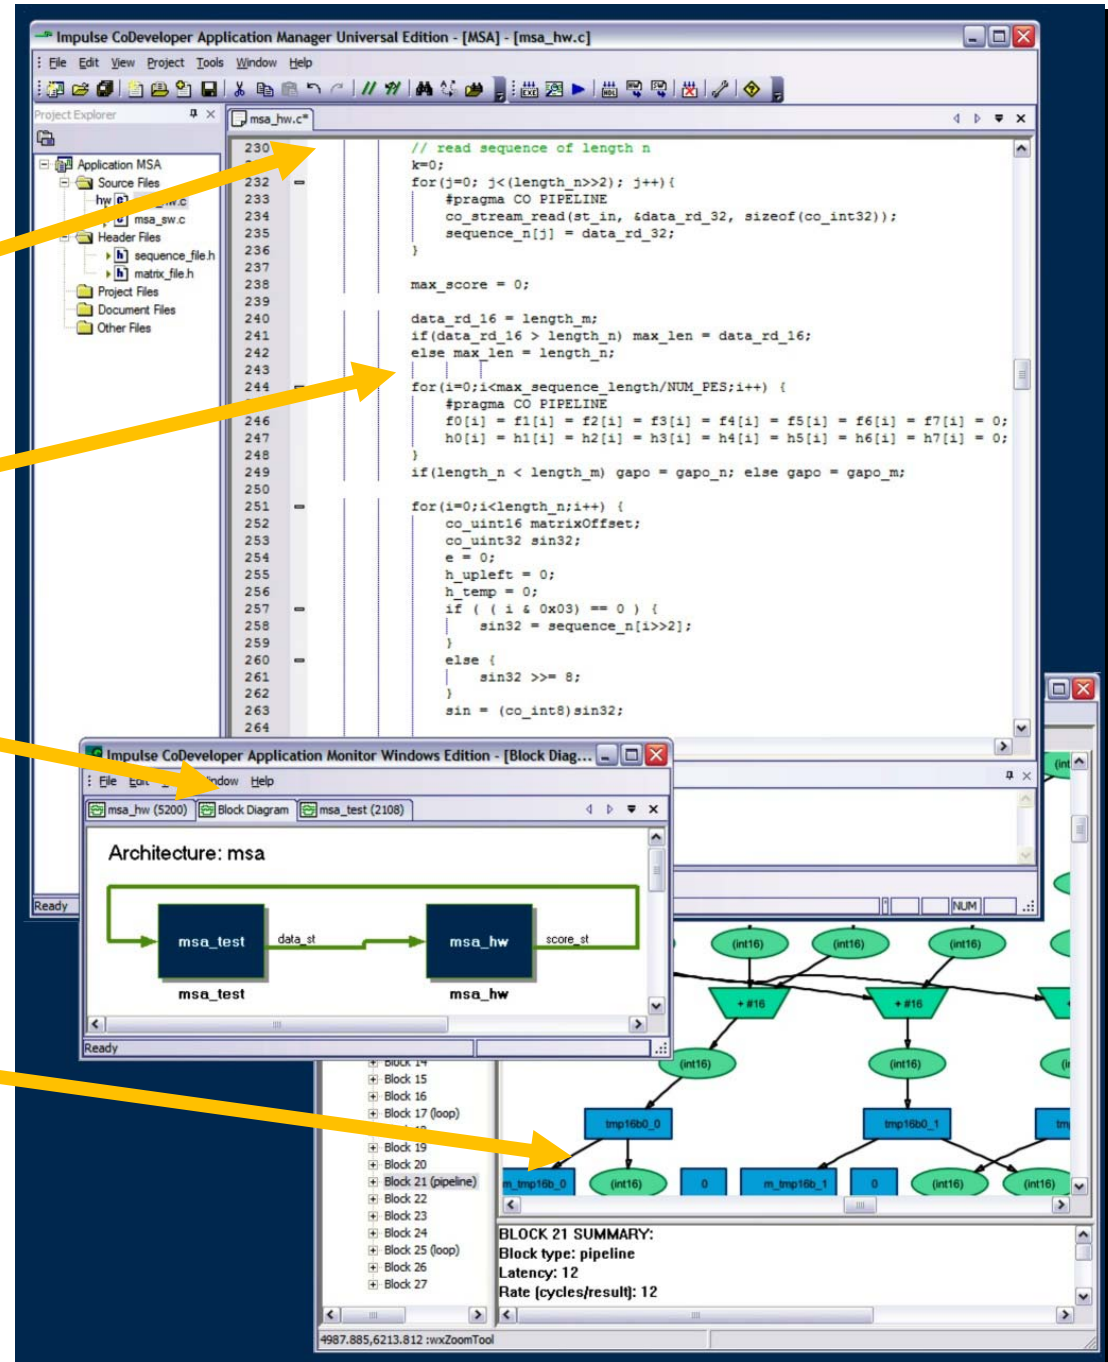 Impulse CoDeveloper Application Manager Universal Edition - [MSA] - [msa_hw.c]
File Edit View Project Tools Window Help
Project Explorer
msa_hw.c*
Application MSA
Source Files
msa_sw.c
Header Files
sequence_file.h
matrix_file.h
Project Files
Document Files
Other Files
230 // read sequence of length n
k=0;
232 for(j=0; j<(length_n>>2); j++){
233 #pragma CO PIPELINE
234 co_stream_read(st_in, &data_rd_32, sizeof(co_int32));
235 sequence_n[j] = data_rd_32;
236 }
237
238 max_score = 0;
239
240 data_rd_16 = length_m;
241 if(data_rd_16 > length_n) max_len = data_rd_16;
242 else max_len = length_n;
243
244 for(i=0;i<max_sequence_length/NUM_PES;i++) {
#pragma CO PIPELINE
246 f0[i] = f1[i] = f2[i] = f3[i] = f4[i] = f5[i] = f6[i] = f7[i] = 0;
247 h0[i] = h1[i] = h2[i] = h3[i] = h4[i] = h5[i] = h6[i] = h7[i] = 0;
248 }
249 if(length_n < length_m) gapo = gapo_n; else gapo = gapo_m;
250
251 for(i=0;i<length_n;i++) {
252 co_uint16 matrixOffset;
253 co_uint32 sin32;
254 e = 0;
255 h_upleft = 0;
256 h_temp = 0;
257 if ( ( i & 0x03) == 0 ) {
258 sin32 = sequence_n[i>>2];
259 }
260 else {
261 sin32 >>= 8;
262 }
263 sin = (co_int8)sin32;
264
Ready
NUM
Impulse CoDeveloper Application Monitor Windows Edition - [Block Diag...
File Edit Window Help
msa_hw (5200) Block Diagram msa_test (2108)
Architecture: msa
msa_test data_st msa_hw score_st
msa_test msa_hw
Ready
(int16) (int16) (int16)
+ #16 + #16
(int16) (int16)
tmp16b0_0 tmp16b0_1
m_tmp16b_0 (int16) 0 m_tmp16b_1 0 (int16) (int16)
Block 14
Block 15
Block 16
Block 17 (loop)
Block 19
Block 20
Block 21 (pipeline)
Block 22
Block 23
Block 24
Block 25 (loop)
Block 26
Block 27
BLOCK 21 SUMMARY:
Block type: pipeline
Latency: 12
Rate (cycles/result): 12
4987.885,6213.812 :wxZoomTool